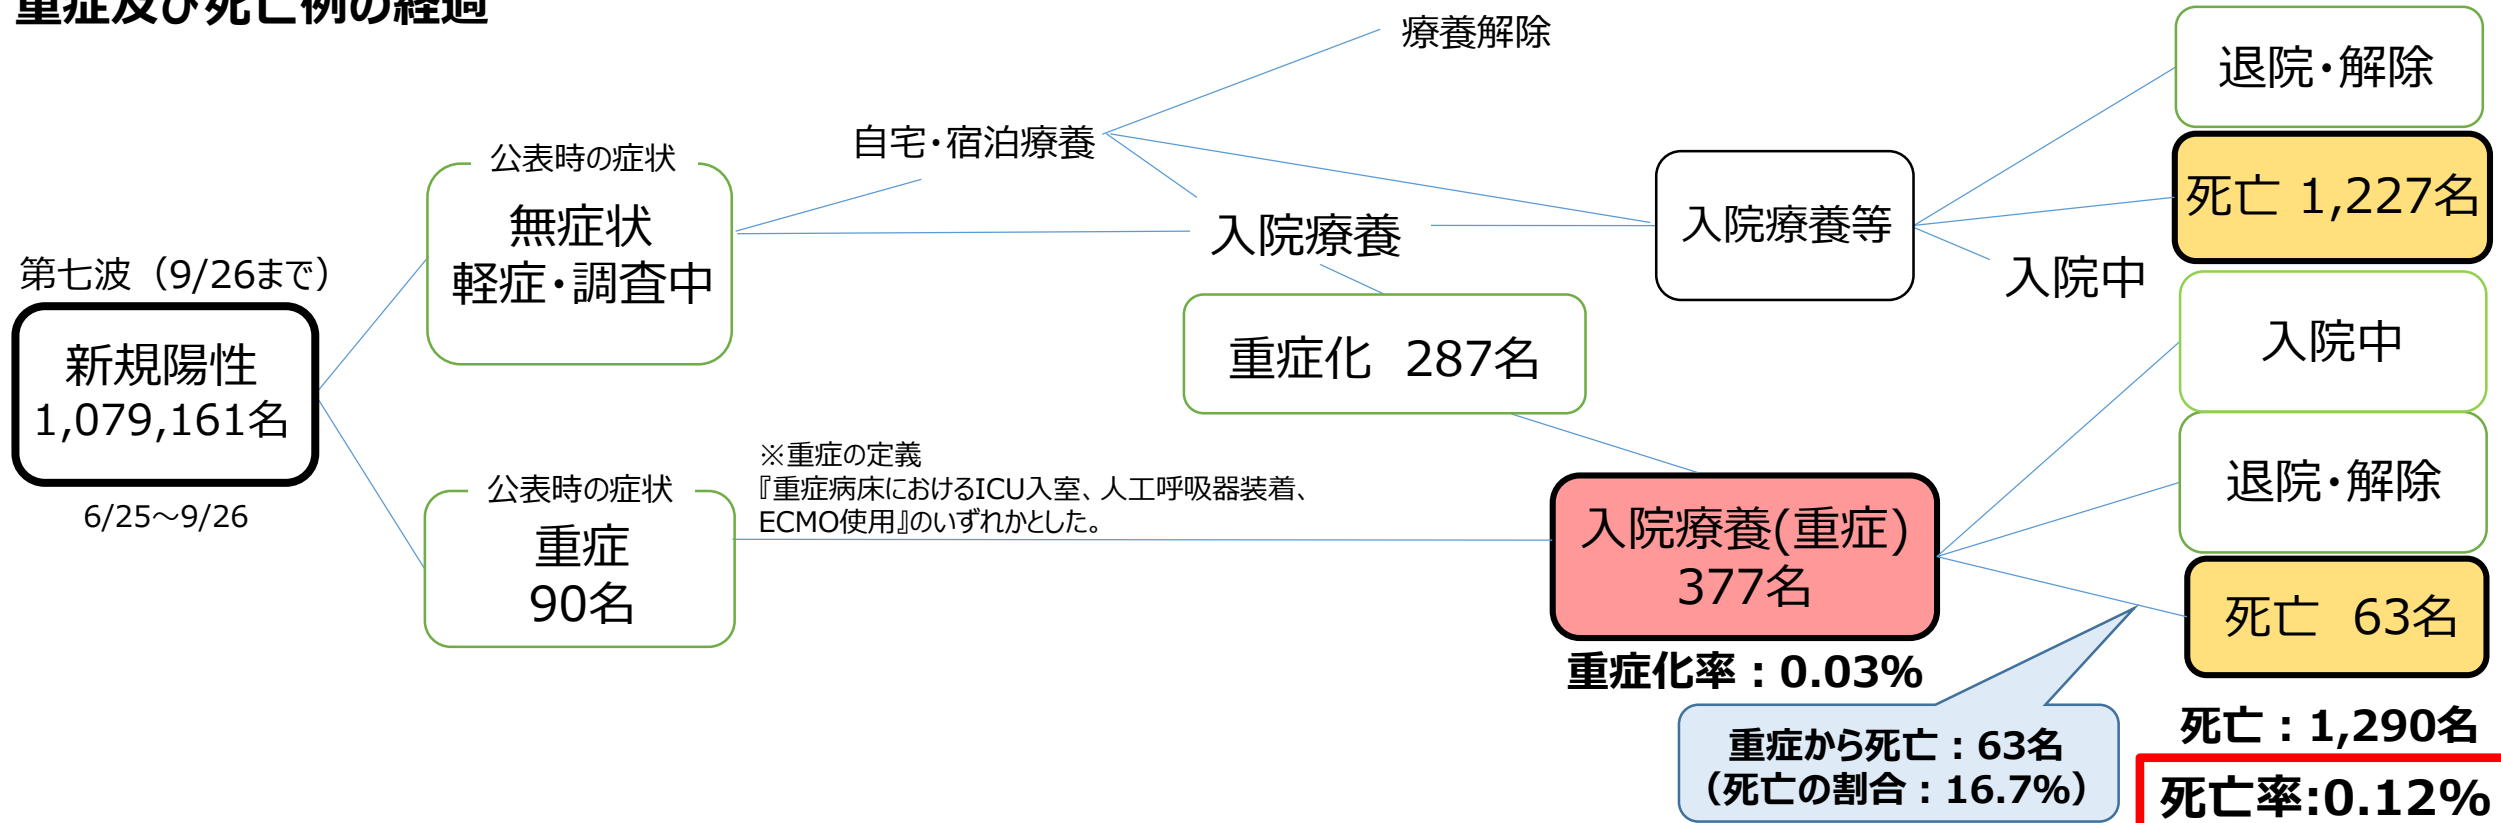 重症及び死亡例の経過
第七波（9/26まで）
新規陽性
1,079,161名
6/25～9/26
公表時の症状
無症状
軽症・調査中
公表時の症状
重症
90名
自宅・宿泊療養
療養解除
入院療養
重症化　287名
※重症の定義
『重症病床におけるICU入室、人工呼吸器装着、
ECMO使用』のいずれかとした。
入院療養等
入院療養(重症)
377名
重症化率：0.03%
重症から死亡：63名
（死亡の割合：16.7%）
退院・解除
死亡 1,227名
入院中
入院中
退院・解除
死亡　63名
死亡：1,290名
死亡率:0.12%